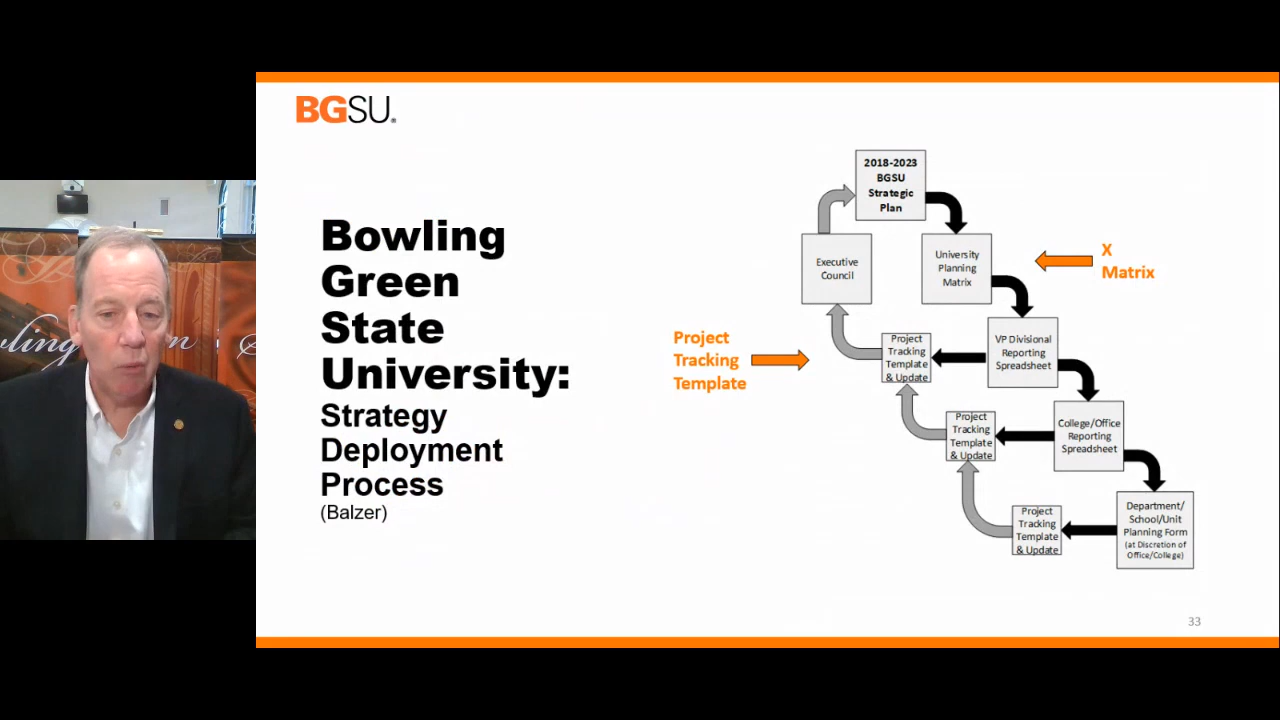 BGSU.
Bowling
Green
State
University:
Strategy
Deployment
Process
(Balzer)
2018-2023
BGSU
Strategic
Plan
Executive
Council
University
Planning
Matrix
X
Matrix
Project
Tracking
Template
Project
Tracking
Template
& Update
VP Divisional
Reporting
Spreadsheet
Project
Tracking
Template
& Update
College/Office
Reporting
Spreadsheet
Project
Tracking
Template
& Update
Department/
School/Unit
Planning Form
(at Discretion of
Office/College)
33